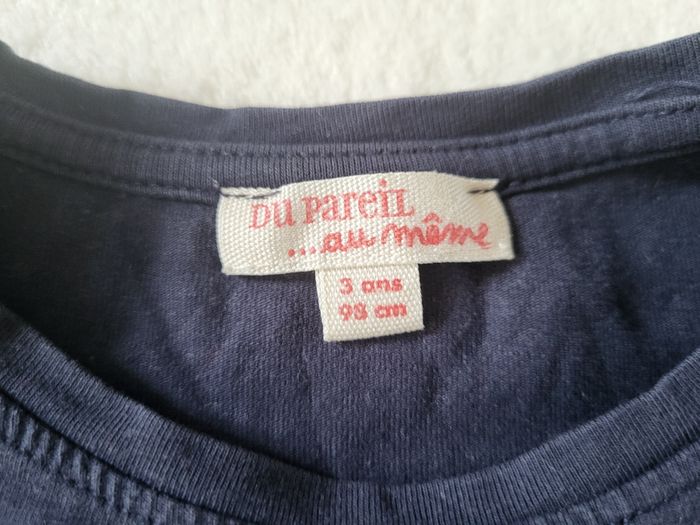 Du PareiL
...au même
3 ans
98 cm